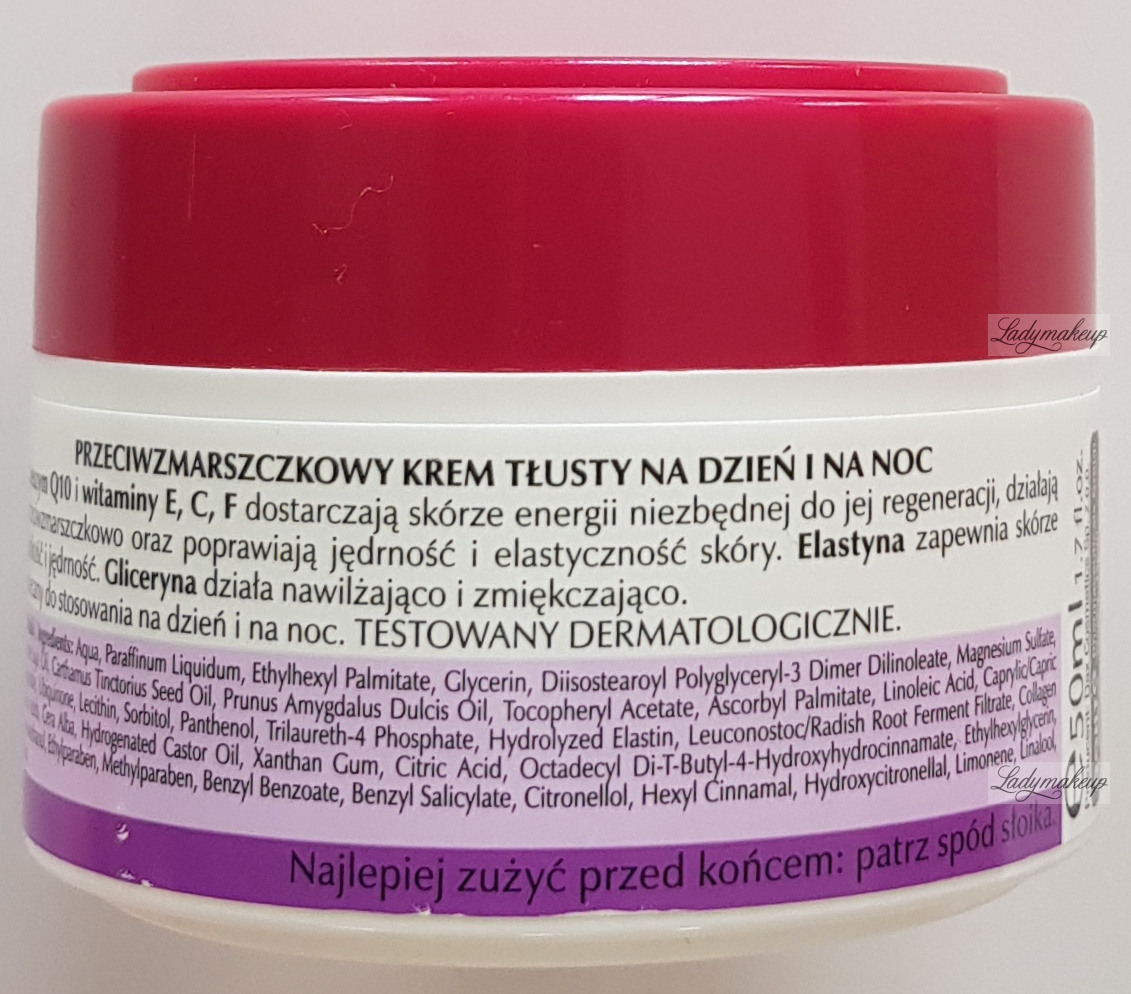 Ladymakeup
PRZECIWZMARSZCZKOWY KREM TŁUSTY NA DZIEŃ I NA NOC
Q10 i witaminy E, C, F dostarczają skórze energii niezbędnej do jej regeneracji, działają
oraz poprawiają jędrność i elastyczność skóry. Elastyna zapewnia skórze
i jędrność. Gliceryna działa nawilżająco i zmiękczająco.
do stosowania na dzień i na noc. TESTOWANY DERMATOLOGICZNIE.
Ingredients: Aqua, Paraffinum Liquidum, Ethylhexyl Palmitate, Glycerin, Diisostearoyl Polyglyceryl-3 Dimer Dilinoleate, Magnesium Sulfate,
Oil, Carthamus Tinctorius Seed Oil, Prunus Amygdalus Dulcis Oil, Tocopheryl Acetate, Ascorbyl Palmitate, Linoleic Acid, Caprylic/Capric
Ubiquinone, Lecithin, Sorbitol, Panthenol, Trilaureth-4 Phosphate, Hydrolyzed Elastin, Leuconostoc/Radish Root Ferment Filtrate, Collagen
Cera Alba, Hydrogenated Castor Oil, Xanthan Gum, Citric Acid, Octadecyl Di-T-Butyl-4-Hydroxyhydrocinnamate, Ethylhexylglycerin,
Ethylparaben, Methylparaben, Benzyl Benzoate, Benzyl Salicylate, Citronellol, Hexyl Cinnamal, Hydroxycitronellal, Limonene, Linalool,
Najlepiej zużyć przed końcem: patrz spód słoika.
℮50ml 1.7 fl.oz.
Ladymakeup